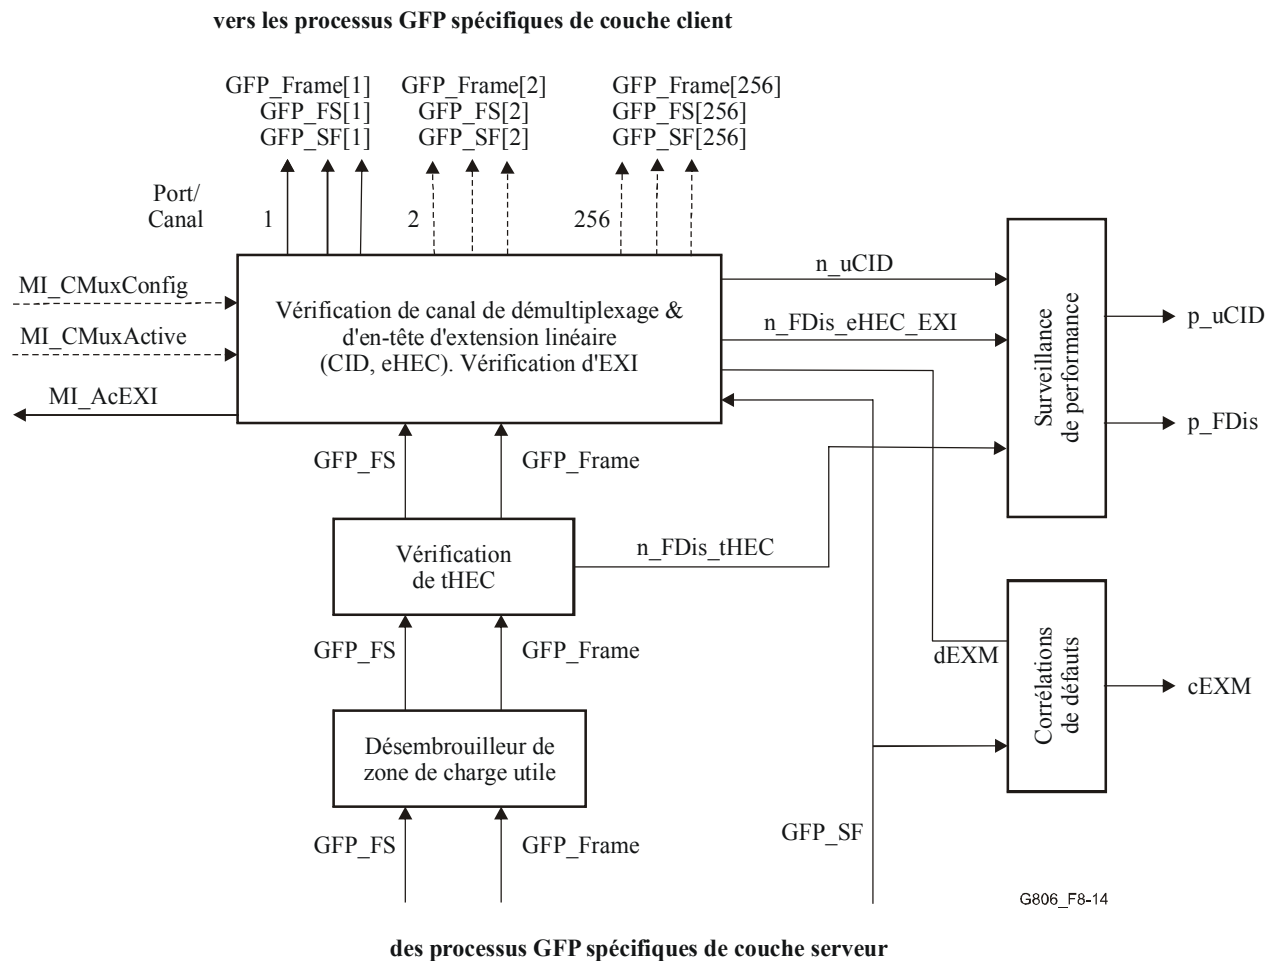 vers les processus GFP spécifiques de couche client
GFP_Frame[1]
GFP_FS[1]
GFP_SF[1]
GFP_Frame[2]
GFP_FS[2]
GFP_SF[2]
GFP_Frame[256]
GFP_FS[256]
GFP_SF[256]
Port/
Canal
1
2
256
MI_CMuxConfig
MI_CMuxActive
MI_AcEXI
Vérification de canal de démultiplexage &
d'en-tête d'extension linéaire
(CID, eHEC). Vérification d'EXI
n_uCID
n_FDis_eHEC_EXI
Surveillance
de performance
p_uCID
p_FDis
GFP_FS
GFP_Frame
Vérification
de tHEC
n_FDis_tHEC
GFP_FS
GFP_Frame
dEXM
Corrélations
de défauts
cEXM
Désembrouilleur de
zone de charge utile
GFP_FS
GFP_Frame
GFP_SF
G806_F8-14
des processus GFP spécifiques de couche serveur